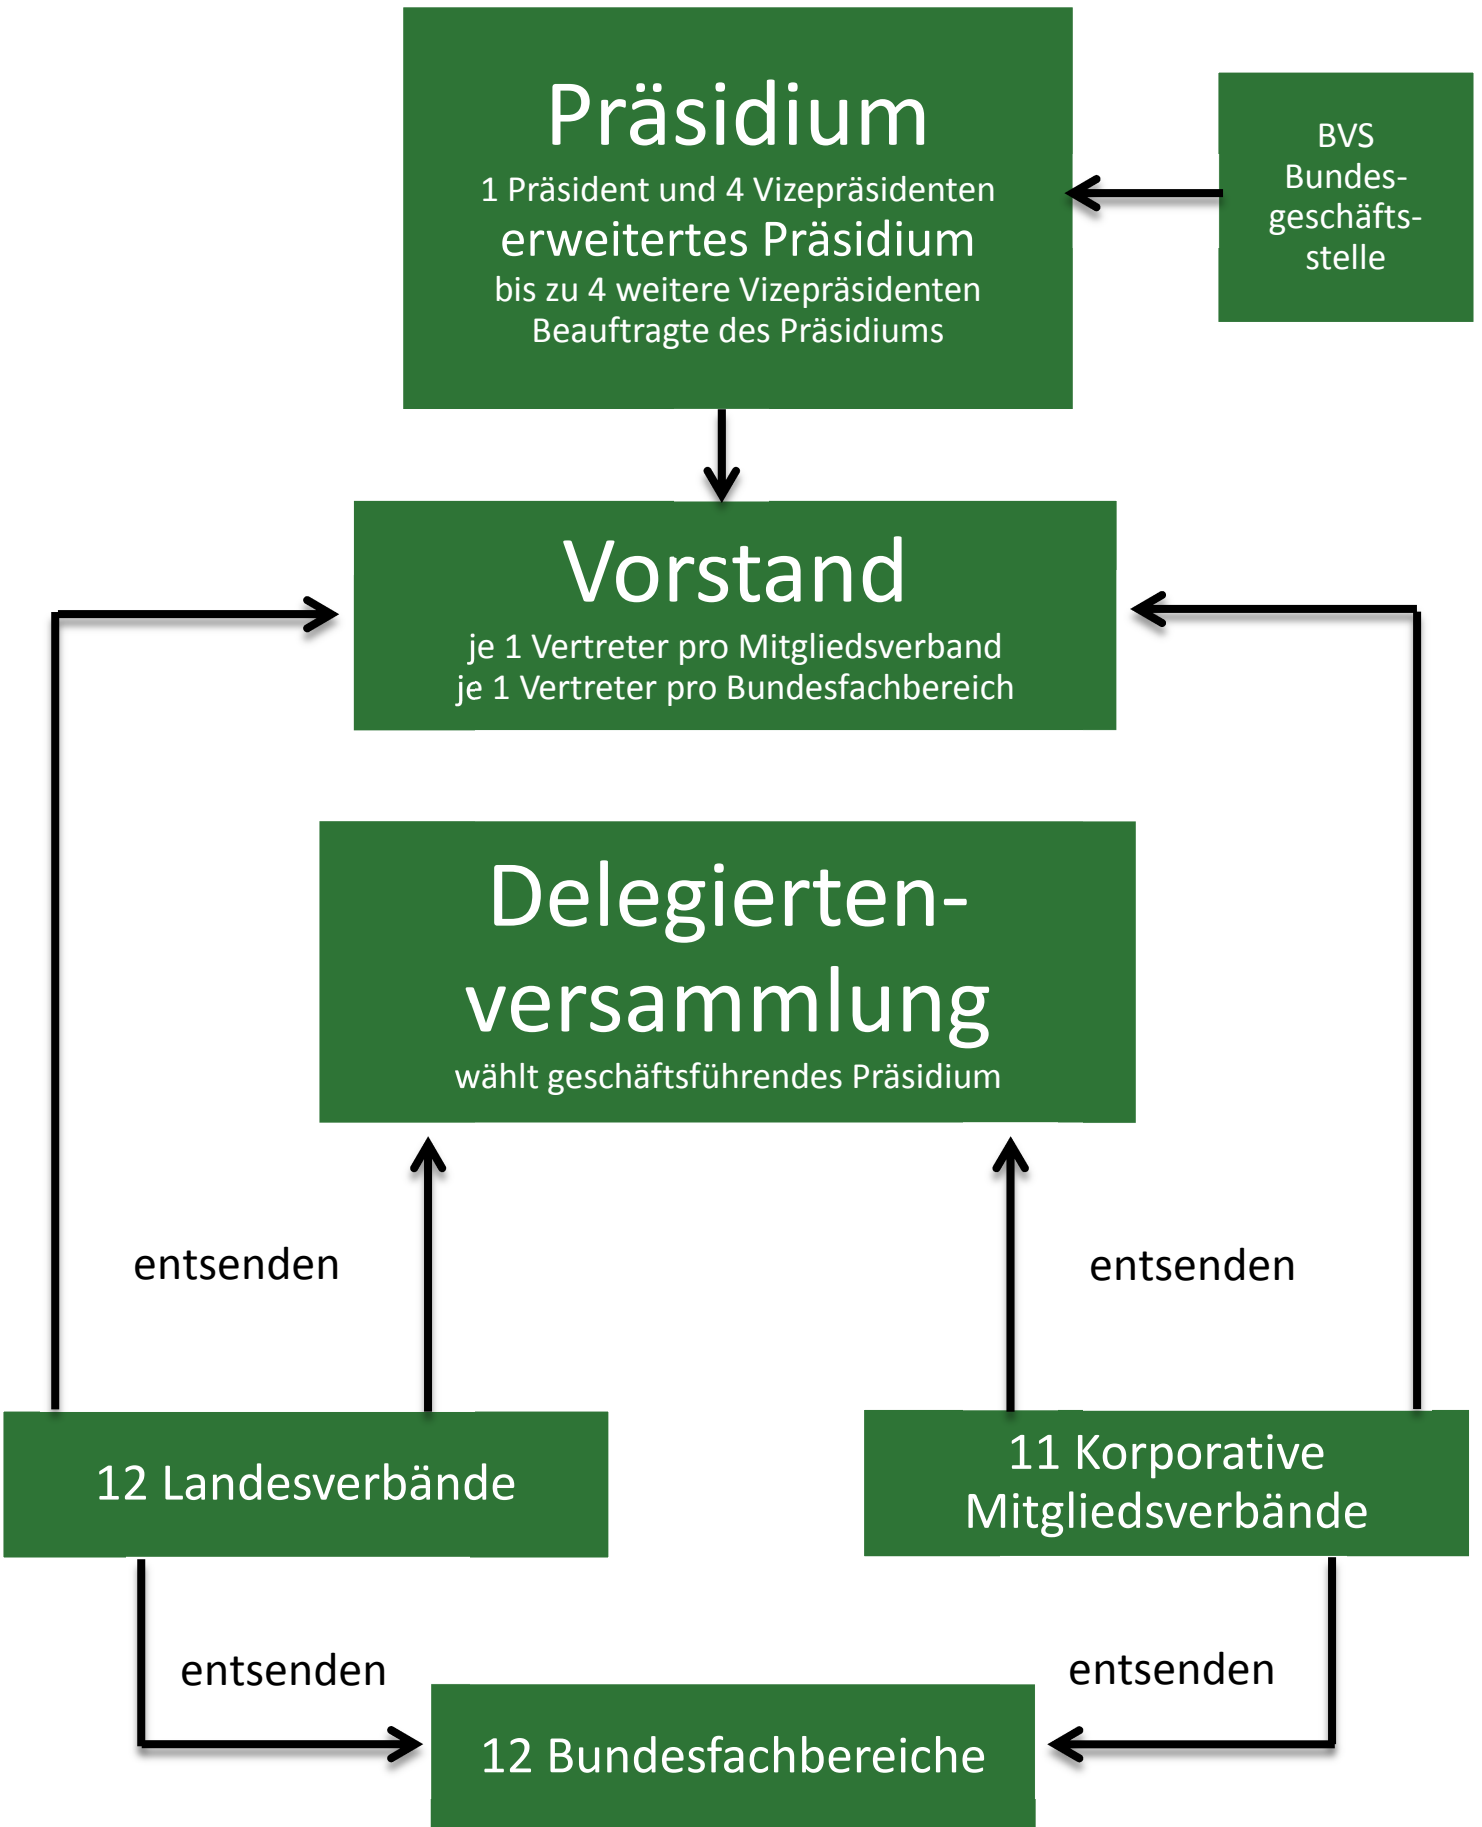 Präsidium
1 Präsident und 4 Vizepräsidenten
erweitertes Präsidium
bis zu 4 weitere Vizepräsidenten
Beauftragte des Präsidiums
BVS
Bundes-
geschäfts-
stelle
Vorstand
je 1 Vertreter pro Mitgliedsverband
je 1 Vertreter pro Bundesfachbereich
Delegierten-
versammlung
wählt geschäftsführendes Präsidium
entsenden
entsenden
12 Landesverbände
11 Korporative
Mitgliedsverbände
entsenden
entsenden
12 Bundesfachbereiche